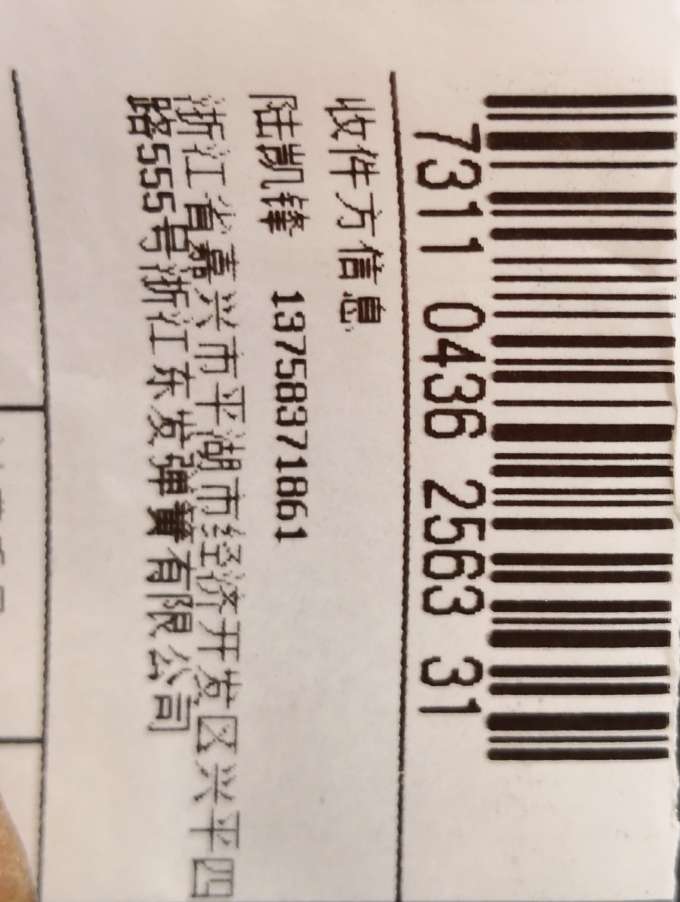 7311 0436 2563 31
收件方信息
陆凯锋 13758371861
浙江省嘉兴市平湖市经济开发区兴平四
路555号浙江东发弹簧有限公司